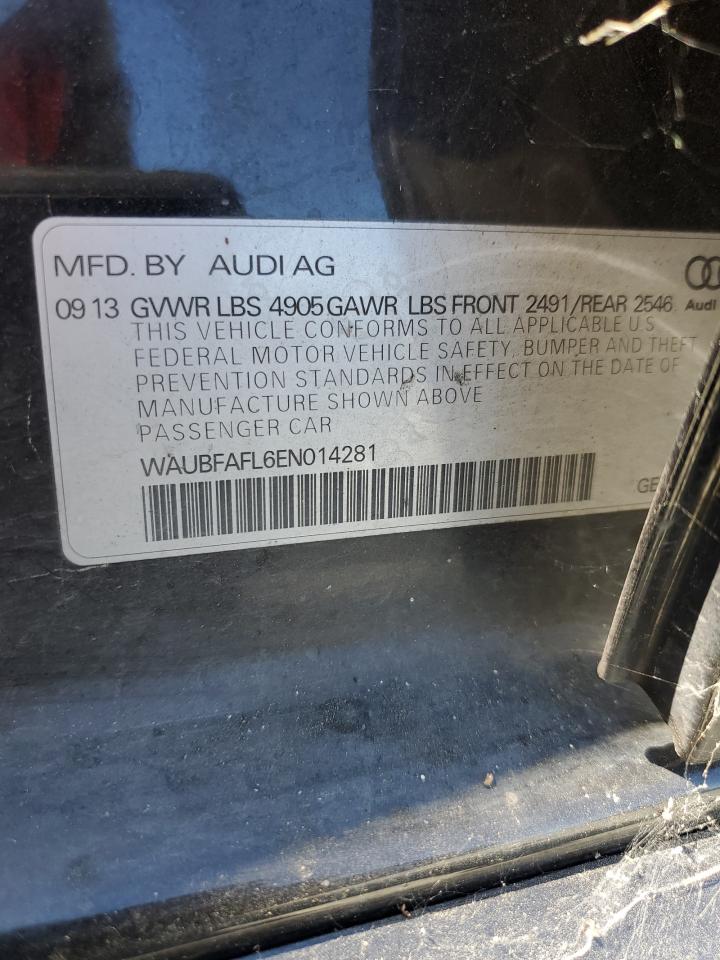 MFD. BY AUDI AG
09 13 GVWR LBS 4905 GAWR LBS FRONT 2491/REAR 2546
Audi
THIS VEHICLE CONFORMS TO ALL APPLICABLE U.S
FEDERAL MOTOR VEHICLE SAFETY, BUMPER AND THEFT
PREVENTION STANDARDS IN EFFECT ON THE DATE OF
MANUFACTURE SHOWN ABOVE
PASSENGER CAR
WAUBFAFL6EN014281
GE